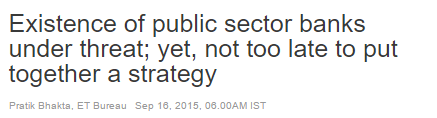 Existence of public sector banks
under threat; yet, not too late to put
together a strategy
Pratik Bhakta, ET Bureau Sep 16, 2015, 06.00AM IST